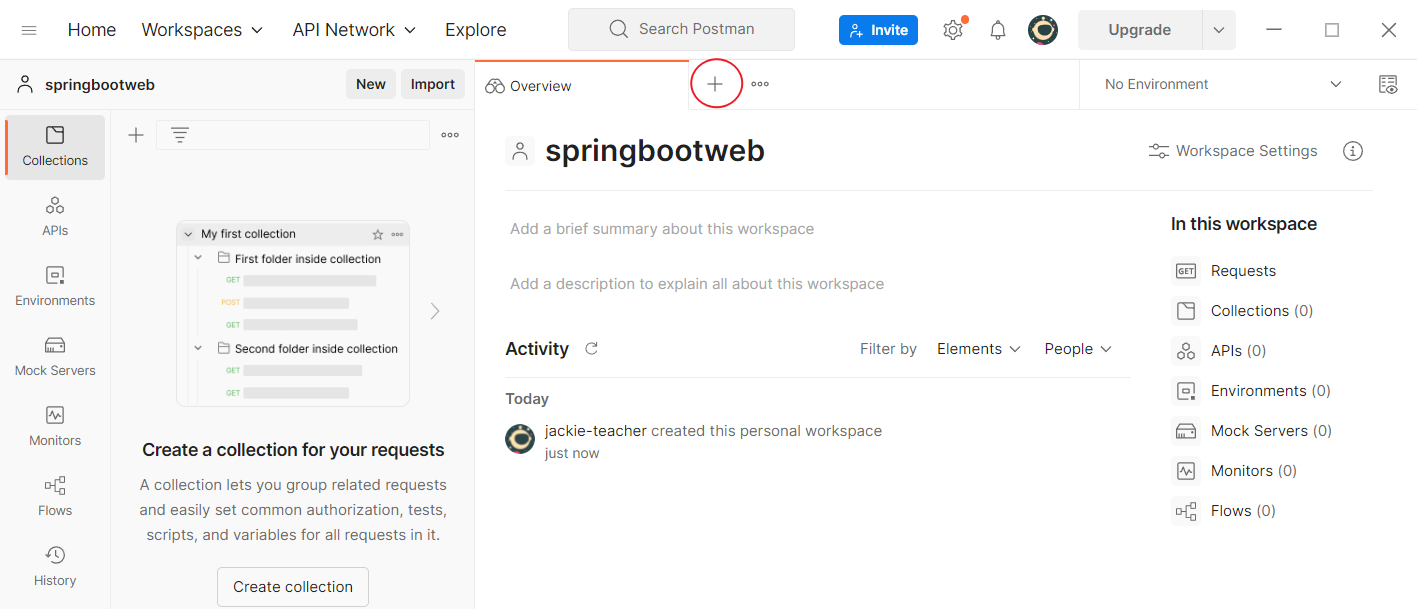 Home Workspaces API Network Explore Search Postman Invite Upgrade
springbootweb New Import
Overview No Environment
Collections
APIs
Environments
Mock Servers
Monitors
Flows
History
My first collection
First folder inside collection
GET
POST
GET
Second folder inside collection
GET
GET
Create a collection for your requests
A collection lets you group related requests
and easily set common authorization, tests,
scripts, and variables for all requests in it.
Create collection
springbootweb
Workspace Settings
Add a brief summary about this workspace
Add a description to explain all about this workspace
Activity Filter by Elements People
Today
jackie-teacher created this personal workspace
just now
In this workspace
GET Requests
Collections (0)
APIs (0)
Environments (0)
Mock Servers (0)
Monitors (0)
Flows (0)